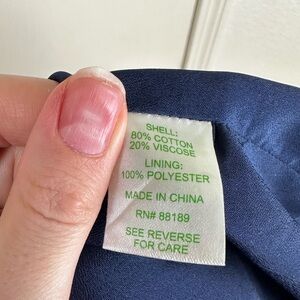 SHELL:
80% COTTON
20% VISCOSE
LINING:
100% POLYESTER
MADE IN CHINA
RN# 88189
SEE REVERSE
FOR CARE